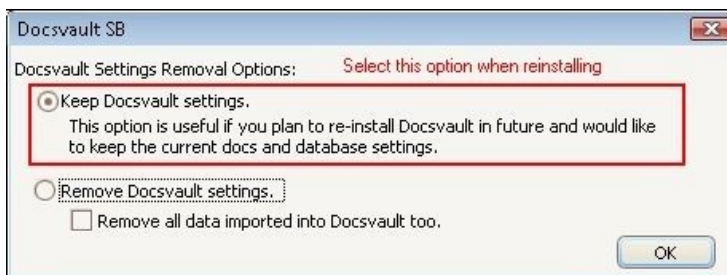 Docsvault SB
Docsvault Settings Removal Options: Select this option when reinstalling
Keep Docsvault settings.
This option is useful if you plan to re-install Docsvault in future and would like
to keep the current docs and database settings.
Remove Docsvault settings.
Remove all data imported into Docsvault too.
OK